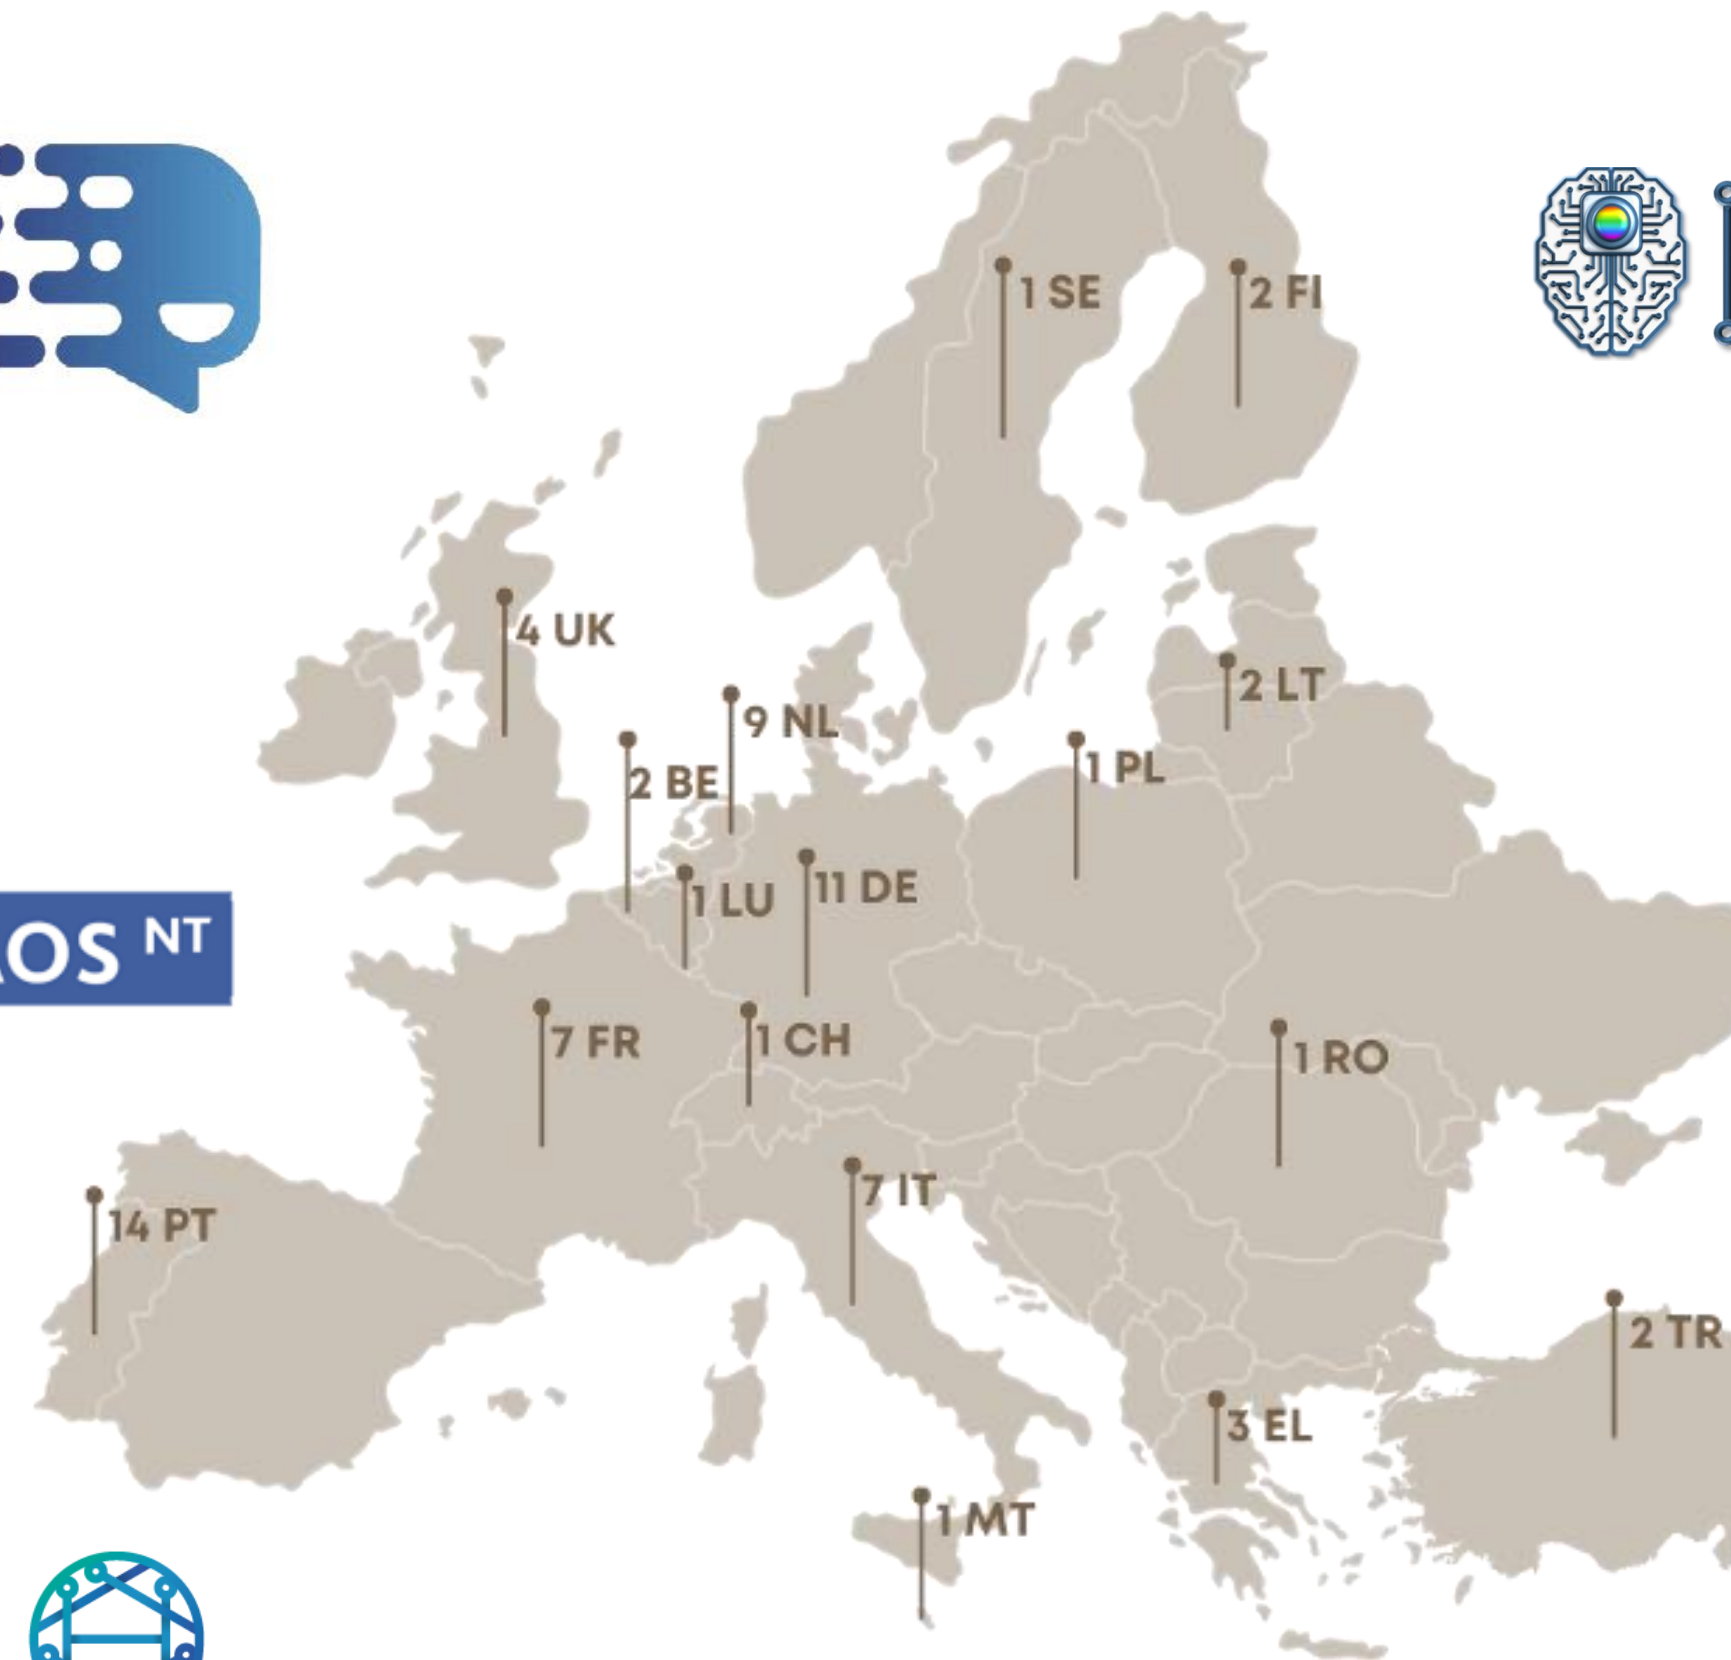 1 SE
2 FI
4 UK
2 LT
9 NL
1 PL
2 BE
11 DE
1 LU
OS NT
7 FR
1 CH
1 RO
7 IT
14 PT
2 TR
3 EL
1 MT